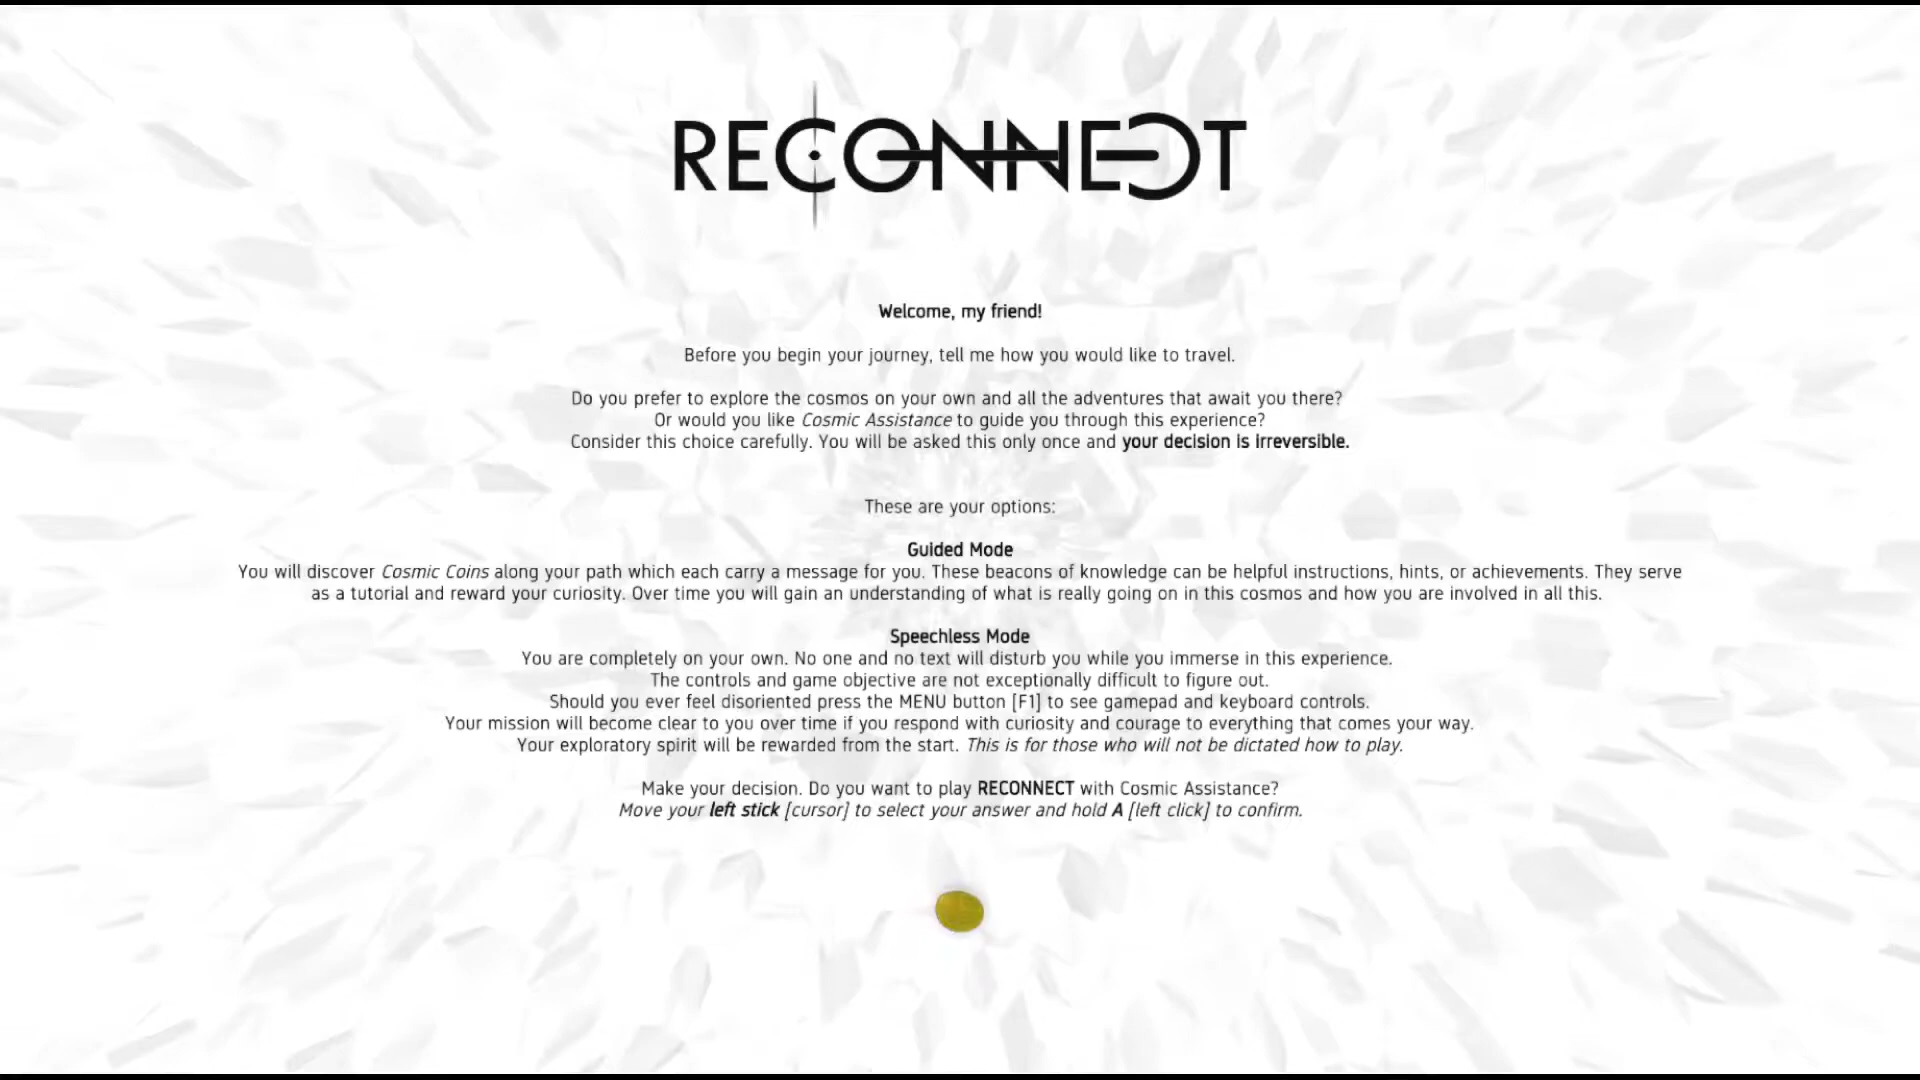 RECONNECT
Welcome, my friend!
Before you begin your journey, tell me how you would like to travel.
Do you prefer to explore the cosmos on your own and all the adventures that await you there?
Or would you like Cosmic Assistance to guide you through this experience?
Consider this choice carefully. You will be asked this only once and your decision is irreversible.
These are your options:
Guided Mode
You will discover Cosmic Coins along your path which each carry a message for you. These beacons of knowledge can be helpful instructions, hints, or achievements. They serve
as a tutorial and reward your curiosity. Over time you will gain an understanding of what is really going on in this cosmos and how you are involved in all this.
Speechless Mode
You are completely on your own. No one and no text will disturb you while you immerse in this experience.
The controls and game objective are not exceptionally difficult to figure out.
Should you ever feel disoriented press the MENU button [F1] to see gamepad and keyboard controls.
Your mission will become clear to you over time if you respond with curiosity and courage to everything that comes your way.
Your exploratory spirit will be rewarded from the start. This is for those who will not be dictated how to play.
Make your decision. Do you want to play RECONNECT with Cosmic Assistance?
Move your left stick [cursor] to select your answer and hold A [left click] to confirm.